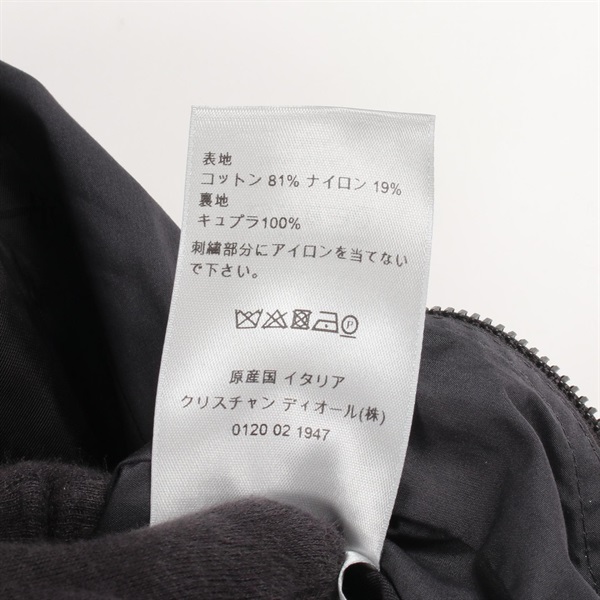 表地
コットン 81% ナイロン 19%
裏地
キュプラ100%
刺繍部分にアイロンを当てない
で下さい。
P
原産国 イタリア
クリスチャン ディオール(株)
0120 02 1947